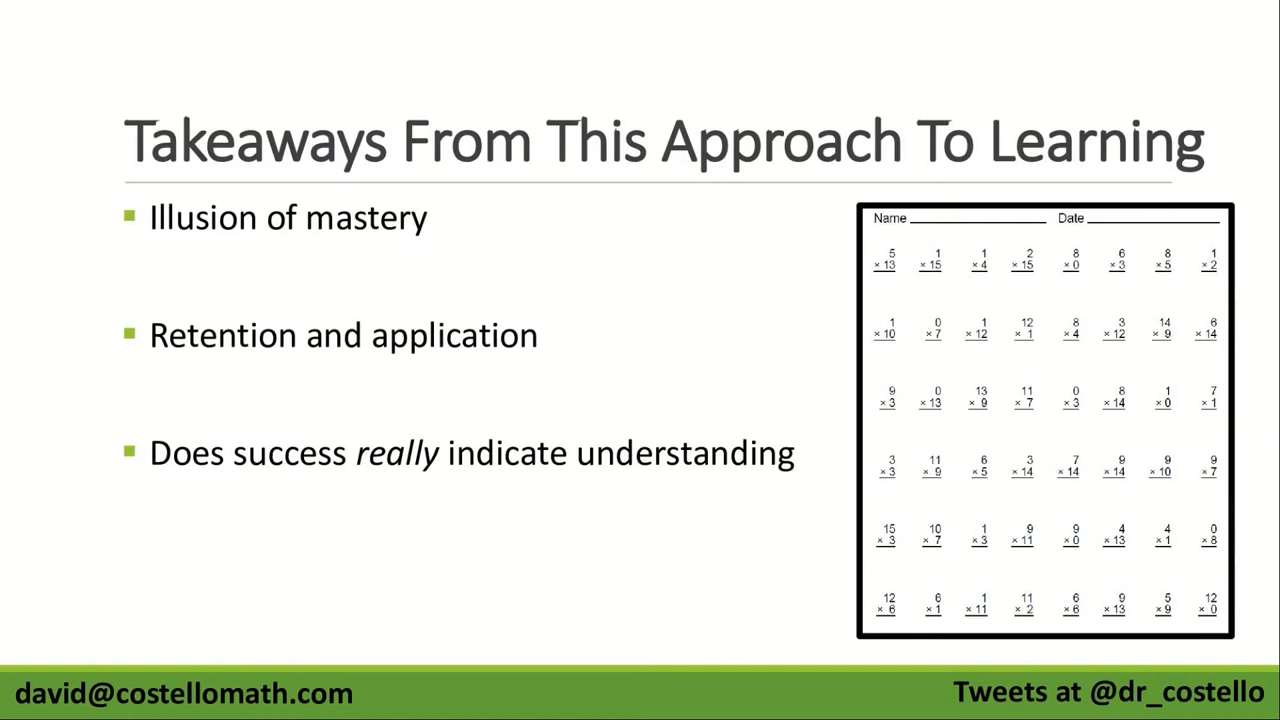 Takeaways From This Approach To Learning
Illusion of mastery
Retention and application
Does success really indicate understanding
Name Date
5 1 1 2 8 6 8 1
× 13 × 15 × 4 × 15 × 0 × 3 × 5 × 2
1 0 1 12 8 3 14 6
× 10 × 7 × 12 × 1 × 4 × 12 × 9 × 14
9 0 13 11 0 8 1 7
× 3 × 13 × 9 × 7 × 3 × 14 × 0 × 1
3 11 6 3 7 9 9 9
× 3 × 9 × 5 × 14 × 14 × 14 × 10 × 7
15 10 1 9 9 4 4 0
× 3 × 7 × 3 × 11 × 0 × 13 × 1 × 8
12 6 1 11 6 9 5 12
× 6 × 1 × 11 × 2 × 6 × 13 × 9 × 0
david@costellomath.com
Tweets at @dr_costello